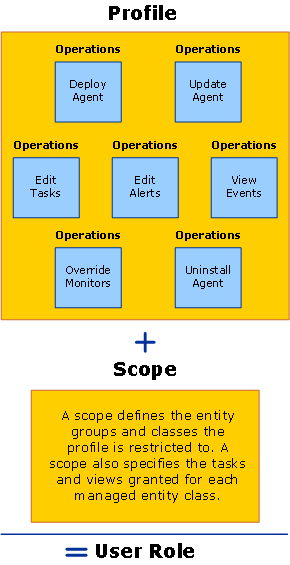 Profile
Operations Operations
Deploy Update
Agent Agent
Operations Operations Operations
Edit Edit View
Tasks Alerts Events
Operations Operations
Override Uninstall
Monitors Agent
+
Scope
A scope defines the entity
groups and classes the
profile is restricted to. A
scope also specifies the tasks
and views granted for each
managed entity class.
= User Role